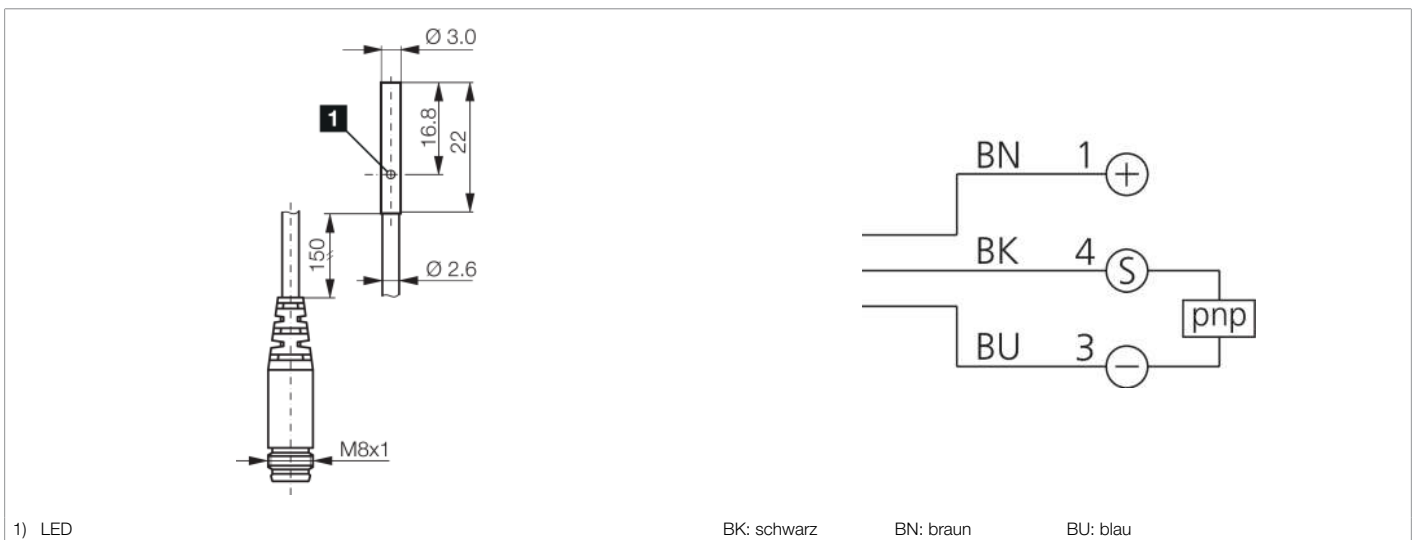 Ø 3.0
1
16.8
22
150
Ø 2.6
M8x1
BN 1 +
BK 4 S
pnp
BU 3 −
1) LED
BK: schwarz BN: braun BU: blau